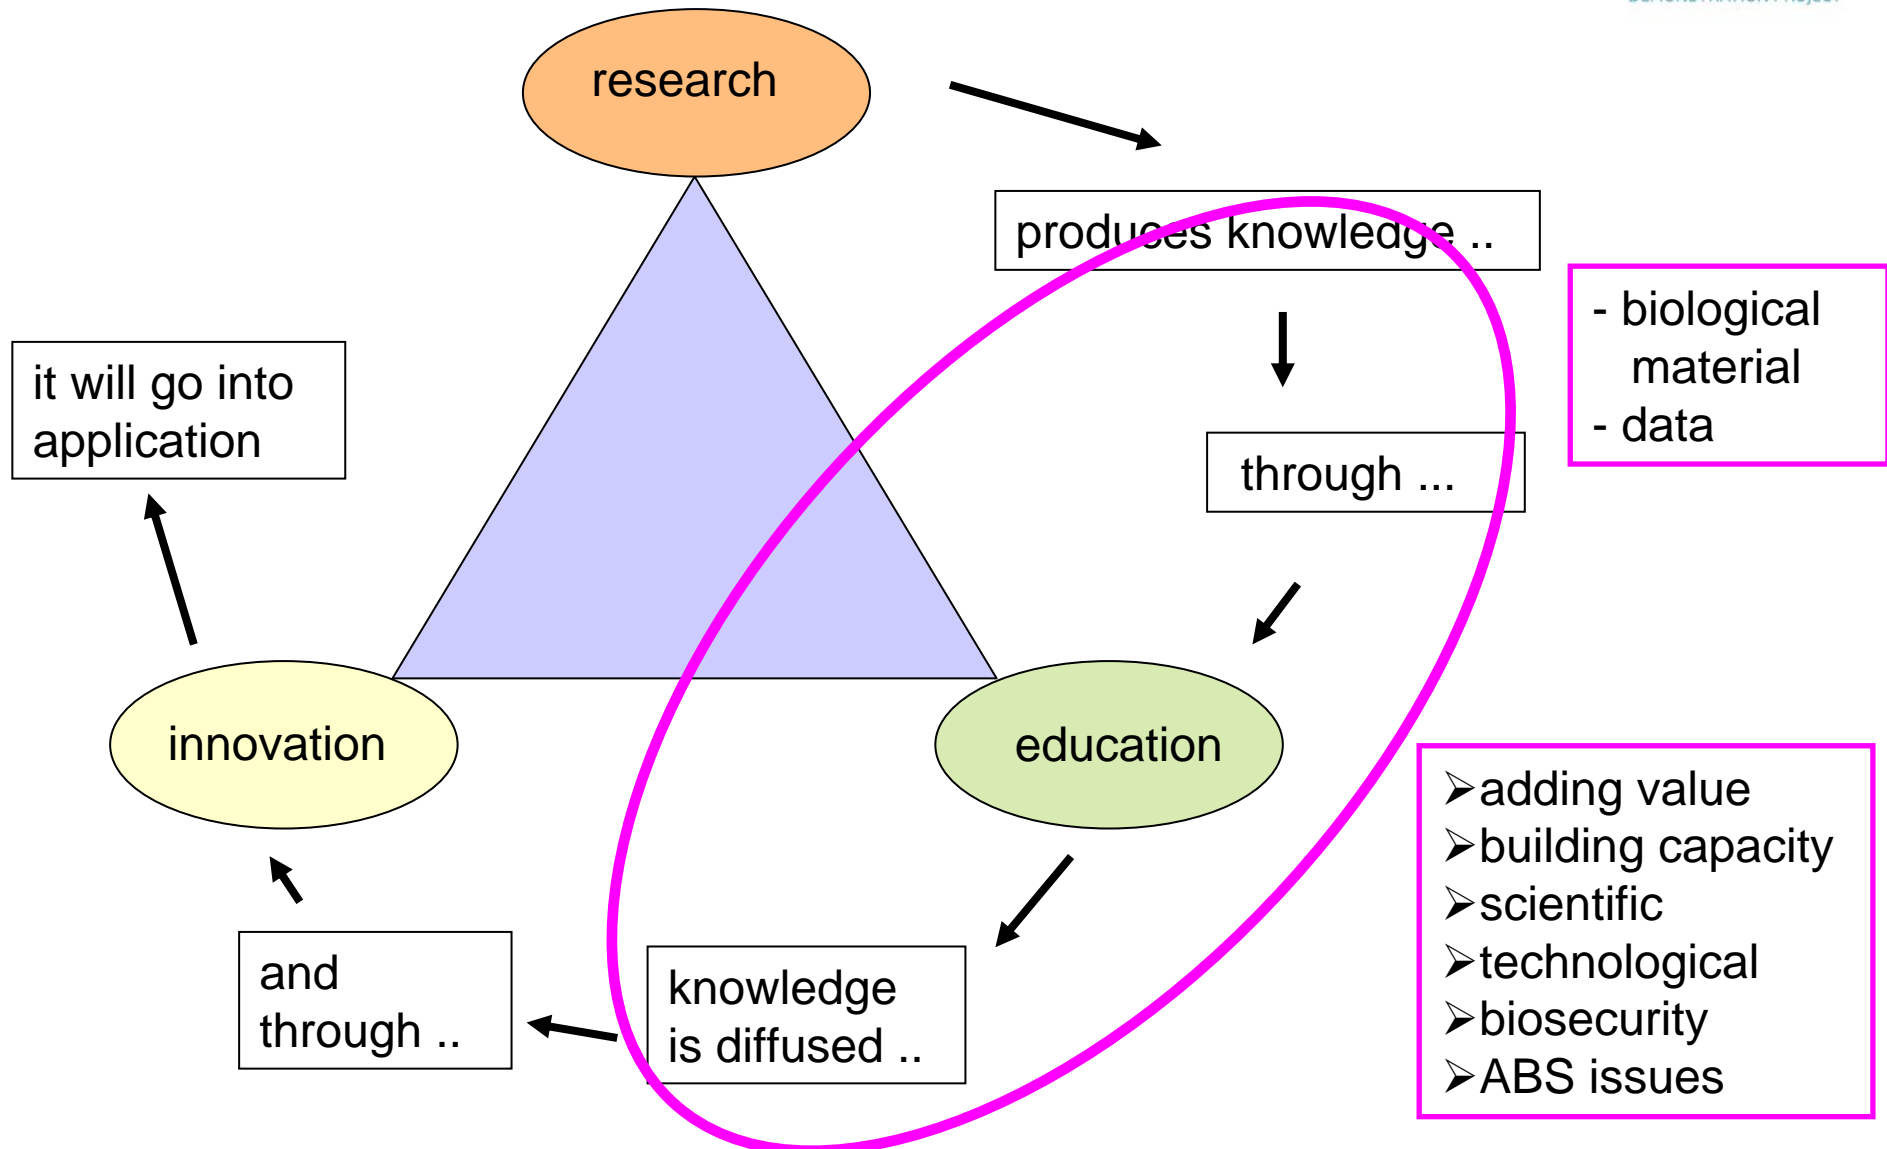 research
produces knowledge ..
- biological
material
- data
through ...
it will go into
application
innovation
education
➢adding value
➢building capacity
➢scientific
➢technological
➢biosecurity
➢ABS issues
knowledge
is diffused ..
and
through ..